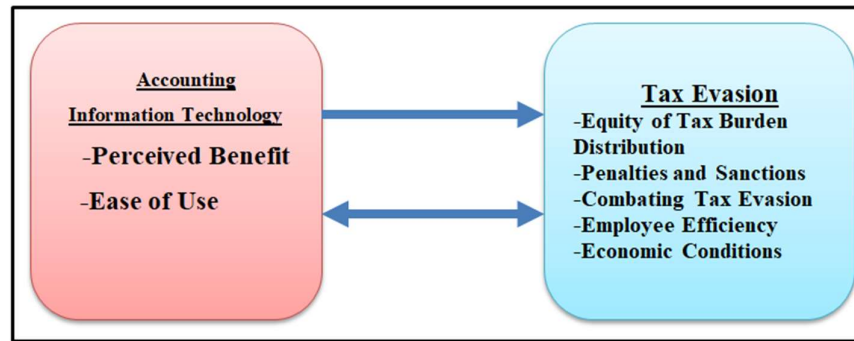 Accounting
Information Technology
-Perceived Benefit
-Ease of Use
Tax Evasion
-Equity of Tax Burden
Distribution
-Penalties and Sanctions
-Combating Tax Evasion
-Employee Efficiency
-Economic Conditions